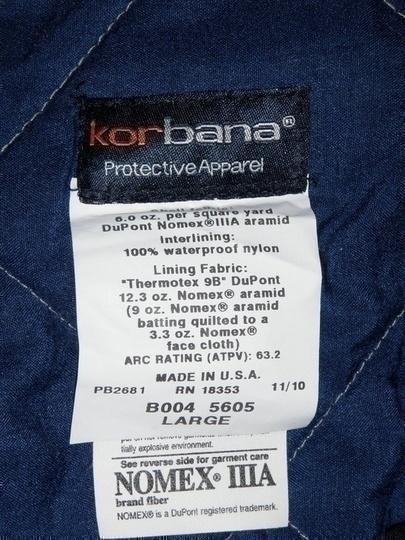 korbana®
Protective Apparel
6.0 oz. per square yard
DuPont Nomex®IIIA aramid
Interlining:
100% waterproof nylon
Lining Fabric:
"Thermotex 9B" DuPont
12.3 oz. Nomex® aramid
(9 oz. Nomex® aramid
batting quilted to a
3.3 oz. Nomex®
face cloth)
ARC RATING (ATPV): 63.2
MADE IN U.S.A.
PB2681 RN 18353 11/10
B004 5605
LARGE
tially explosive environment.
See reverse side for garment care
NOMEX® IIIA
brand fiber
NOMEX® is a DuPont registered trademark.